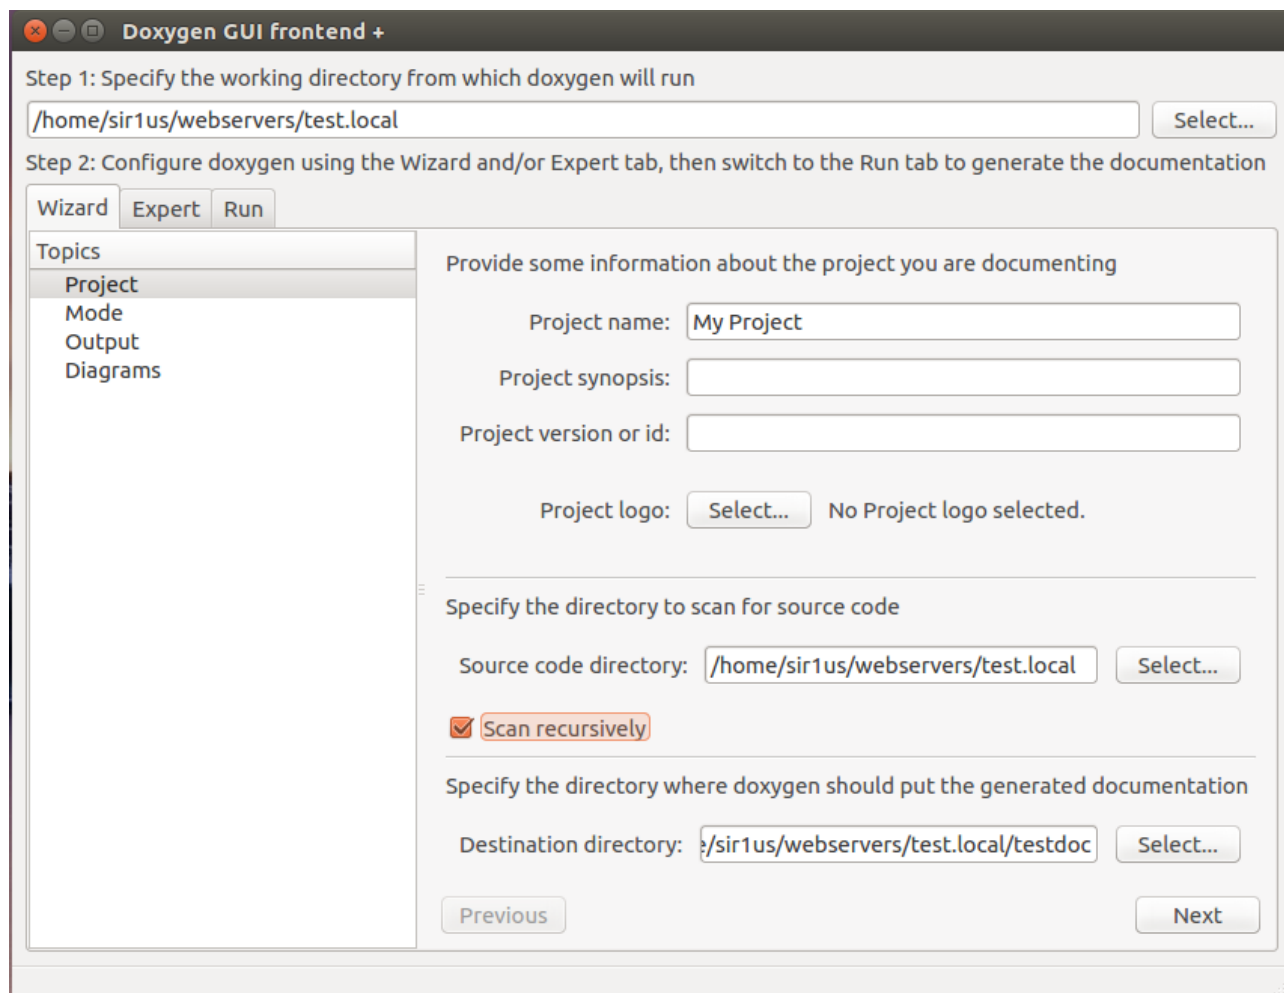 Doxygen GUI frontend +
Step 1: Specify the working directory from which doxygen will run
/home/sir1us/webservers/test.local
Select...
Step 2: Configure doxygen using the Wizard and/or Expert tab, then switch to the Run tab to generate the documentation
Wizard Expert Run
Topics
Project
Mode
Output
Diagrams
Provide some information about the project you are documenting
Project name: My Project
Project synopsis:
Project version or id:
Project logo: Select... No Project logo selected.
Specify the directory to scan for source code
Source code directory: /home/sir1us/webservers/test.local Select...
Scan recursively
Specify the directory where doxygen should put the generated documentation
Destination directory: e/sir1us/webservers/test.local/testdoc Select...
Previous Next